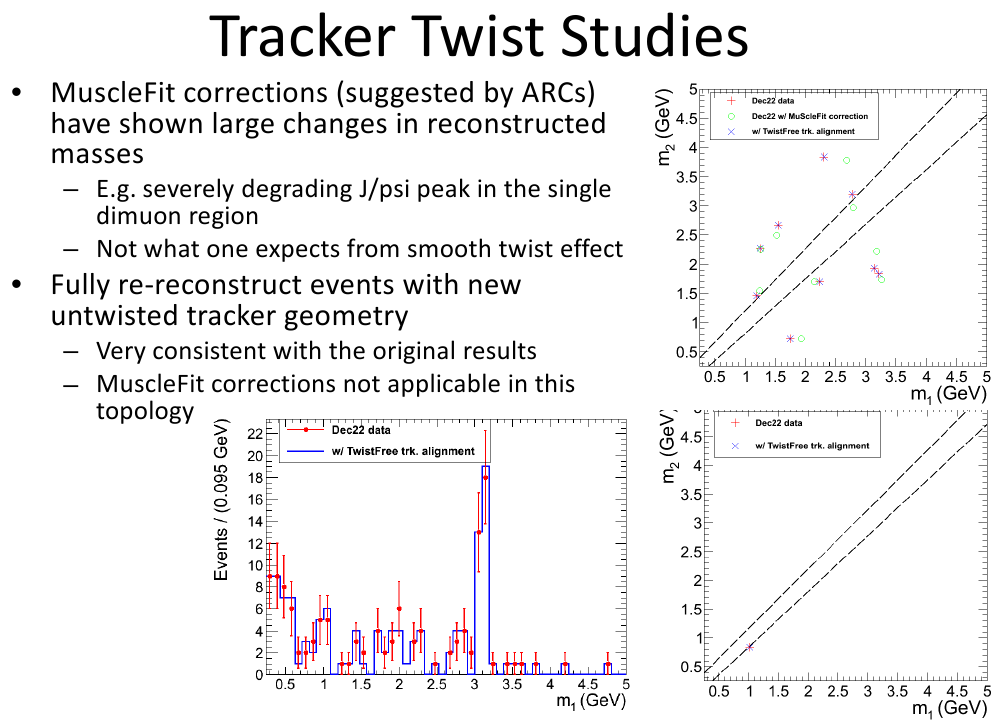 Tracker Twist Studies
• MuscleFit corrections (suggested by ARCs)
have shown large changes in reconstructed
masses
– E.g. severely degrading J/psi peak in the single
dimuon region
– Not what one expects from smooth twist effect
• Fully re-reconstruct events with new
untwisted tracker geometry
– Very consistent with the original results
– MuscleFit corrections not applicable in this
topology
m2 (GeV)
5
4.5
4
3.5
3
2.5
2
1.5
1
0.5
Dec22 data
Dec22 w/ MuScleFit correction
w/ TwistFree trk. alignment
0.5 1 1.5 2 2.5 3 3.5 4 4.5 5
m1 (GeV)
Events / (0.095 GeV)
22
20
18
16
14
12
10
8
6
4
2
0
Dec22 data
w/ TwistFree trk. alignment
0.5 1 1.5 2 2.5 3 3.5 4 4.5 5
m1 (GeV)
m2 (GeV)
5
4.5
4
3.5
3
2.5
2
1.5
1
0.5
Dec22 data
w/ TwistFree trk. alignment
0.5 1 1.5 2 2.5 3 3.5 4 4.5 5
m1 (GeV)